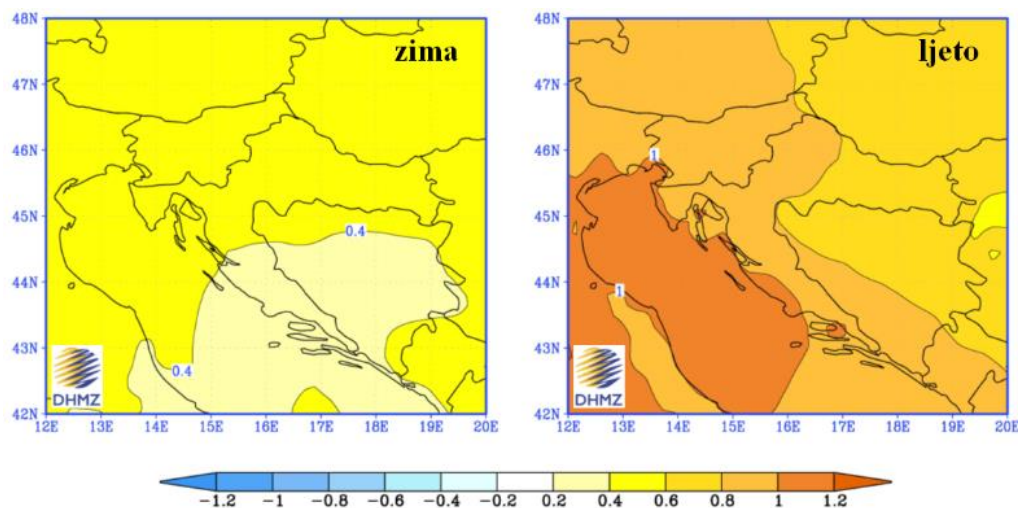 48N
zima
47N
46N
45N
0.4
44N
43N
0.4
DHMZ
42N
12E 13E 14E 15E 16E 17E 18E 19E 20E
48N
ljeto
47N
46N
1
45N
44N
1
43N
DHMZ
42N
12E 13E 14E 15E 16E 17E 18E 19E 20E
−1.2 −1 −0.8 −0.6 −0.4 −0.2 0.2 0.4 0.6 0.8 1 1.2